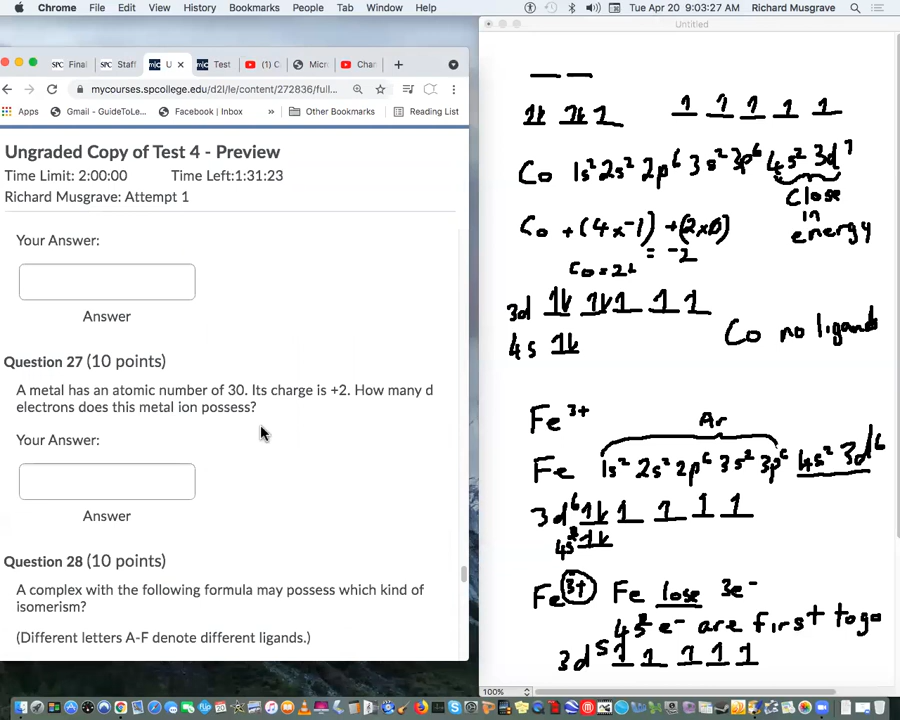 Chrome File Edit View History Bookmarks People Tab Window Help Tue Apr 20 9:03:27 AM Richard Musgrave
Untitled
SPC Final SPC Staff U × Test (1) C Micr Char +
mycourses.spcollege.edu/d2l/le/content/272836/full...
Apps Gmail - GuideToLe... Facebook | Inbox » Other Bookmarks Reading List
Ungraded Copy of Test 4 - Preview
Time Limit: 2:00:00 Time Left:1:31:23
Richard Musgrave: Attempt 1
Your Answer:
Answer
Question 27 (10 points)
A metal has an atomic number of 30. Its charge is +2. How many d
electrons does this metal ion possess?
Your Answer:
Answer
Question 28 (10 points)
A complex with the following formula may possess which kind of
isomerism?
(Different letters A-F denote different ligands.)
Co 1s² 2s² 2p⁶ 3s² 3p⁶ 4s² 3d⁷
Close
in
energy
Co + (4x-1) + (2x0)
= -2
Co = 2+
3d
4s
Co no ligands
Fe³⁺
Ar
Fe 1s² 2s² 2p⁶ 3s² 3p⁶ 4s² 3d⁶
3d⁶
4s²
Fe³⁺ Fe lose 3e⁻
4s² e⁻ are first to go
3d⁵
100%